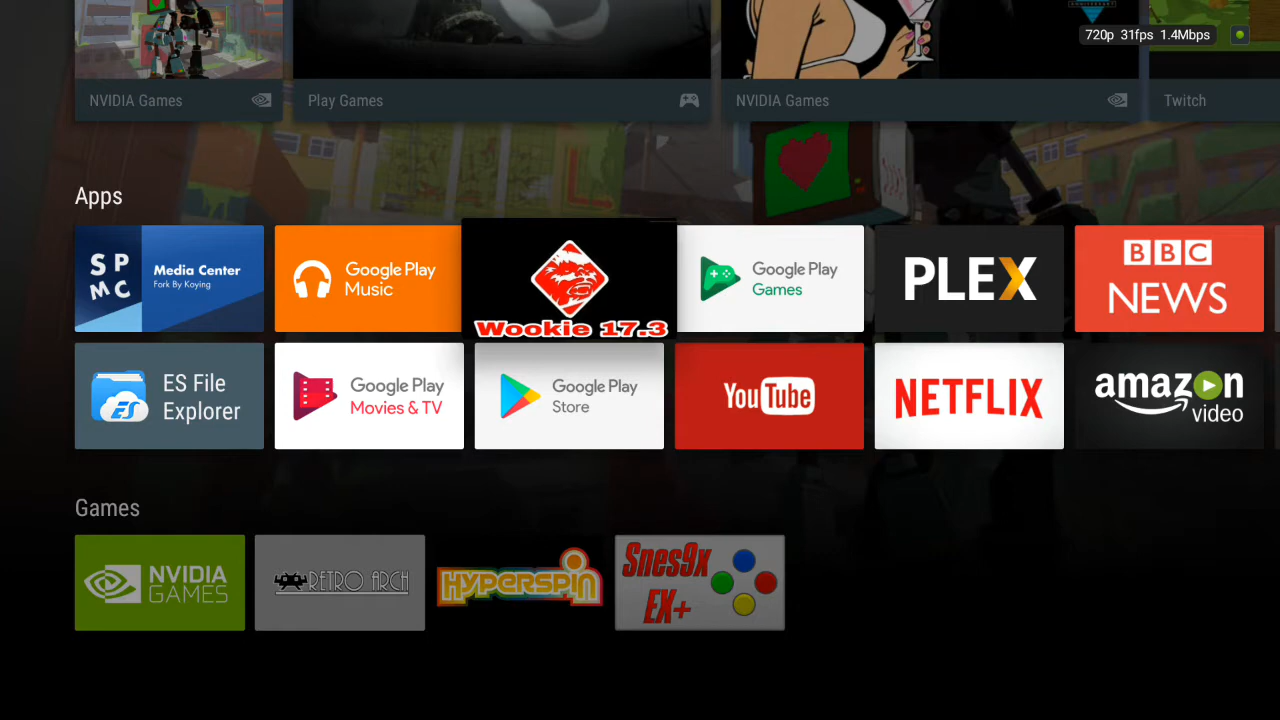 720p 31fps 1.4Mbps
NVIDIA Games
Play Games
NVIDIA Games
Twitch
Apps
SPMC
Media Center
Fork By Koying
Google Play
Music
Wookie 17.3
Google Play
Games
PLEX
BBC
NEWS
ES File
Explorer
ES
Google Play
Movies & TV
Google Play
Store
YouTube
NETFLIX
amazon
video
Games
NVIDIA
GAMES
RETRO ARCH
HYPERSPIN
Snes9x
EX+